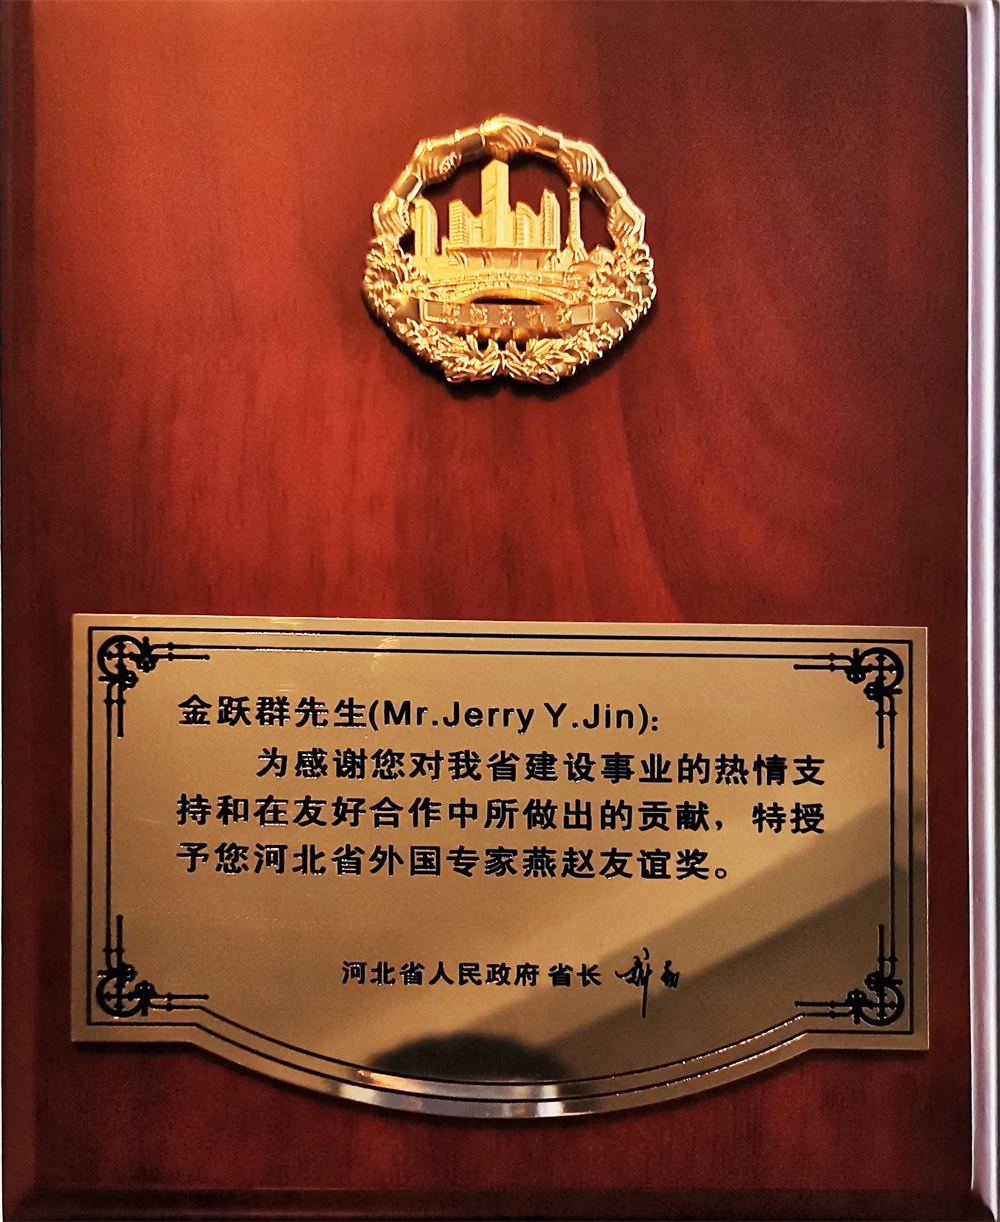 金跃群先生(Mr.Jerry Y.Jin):
为感谢您对我省建设事业的热情支
持和在友好合作中所做出的贡献，特授
予您河北省外国专家燕赵友谊奖。
河北省人民政府 省长